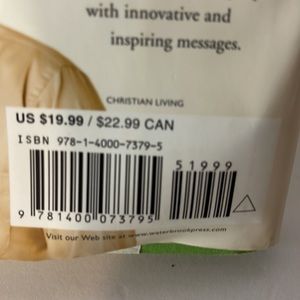 with innovative and
inspiring messages.
CHRISTIAN LIVING
US $19.99 / $22.99 CAN
ISBN 978-1-4000-7379-5
51999
9 781400 073795
Visit our Web site at www.waterbrookpress.com